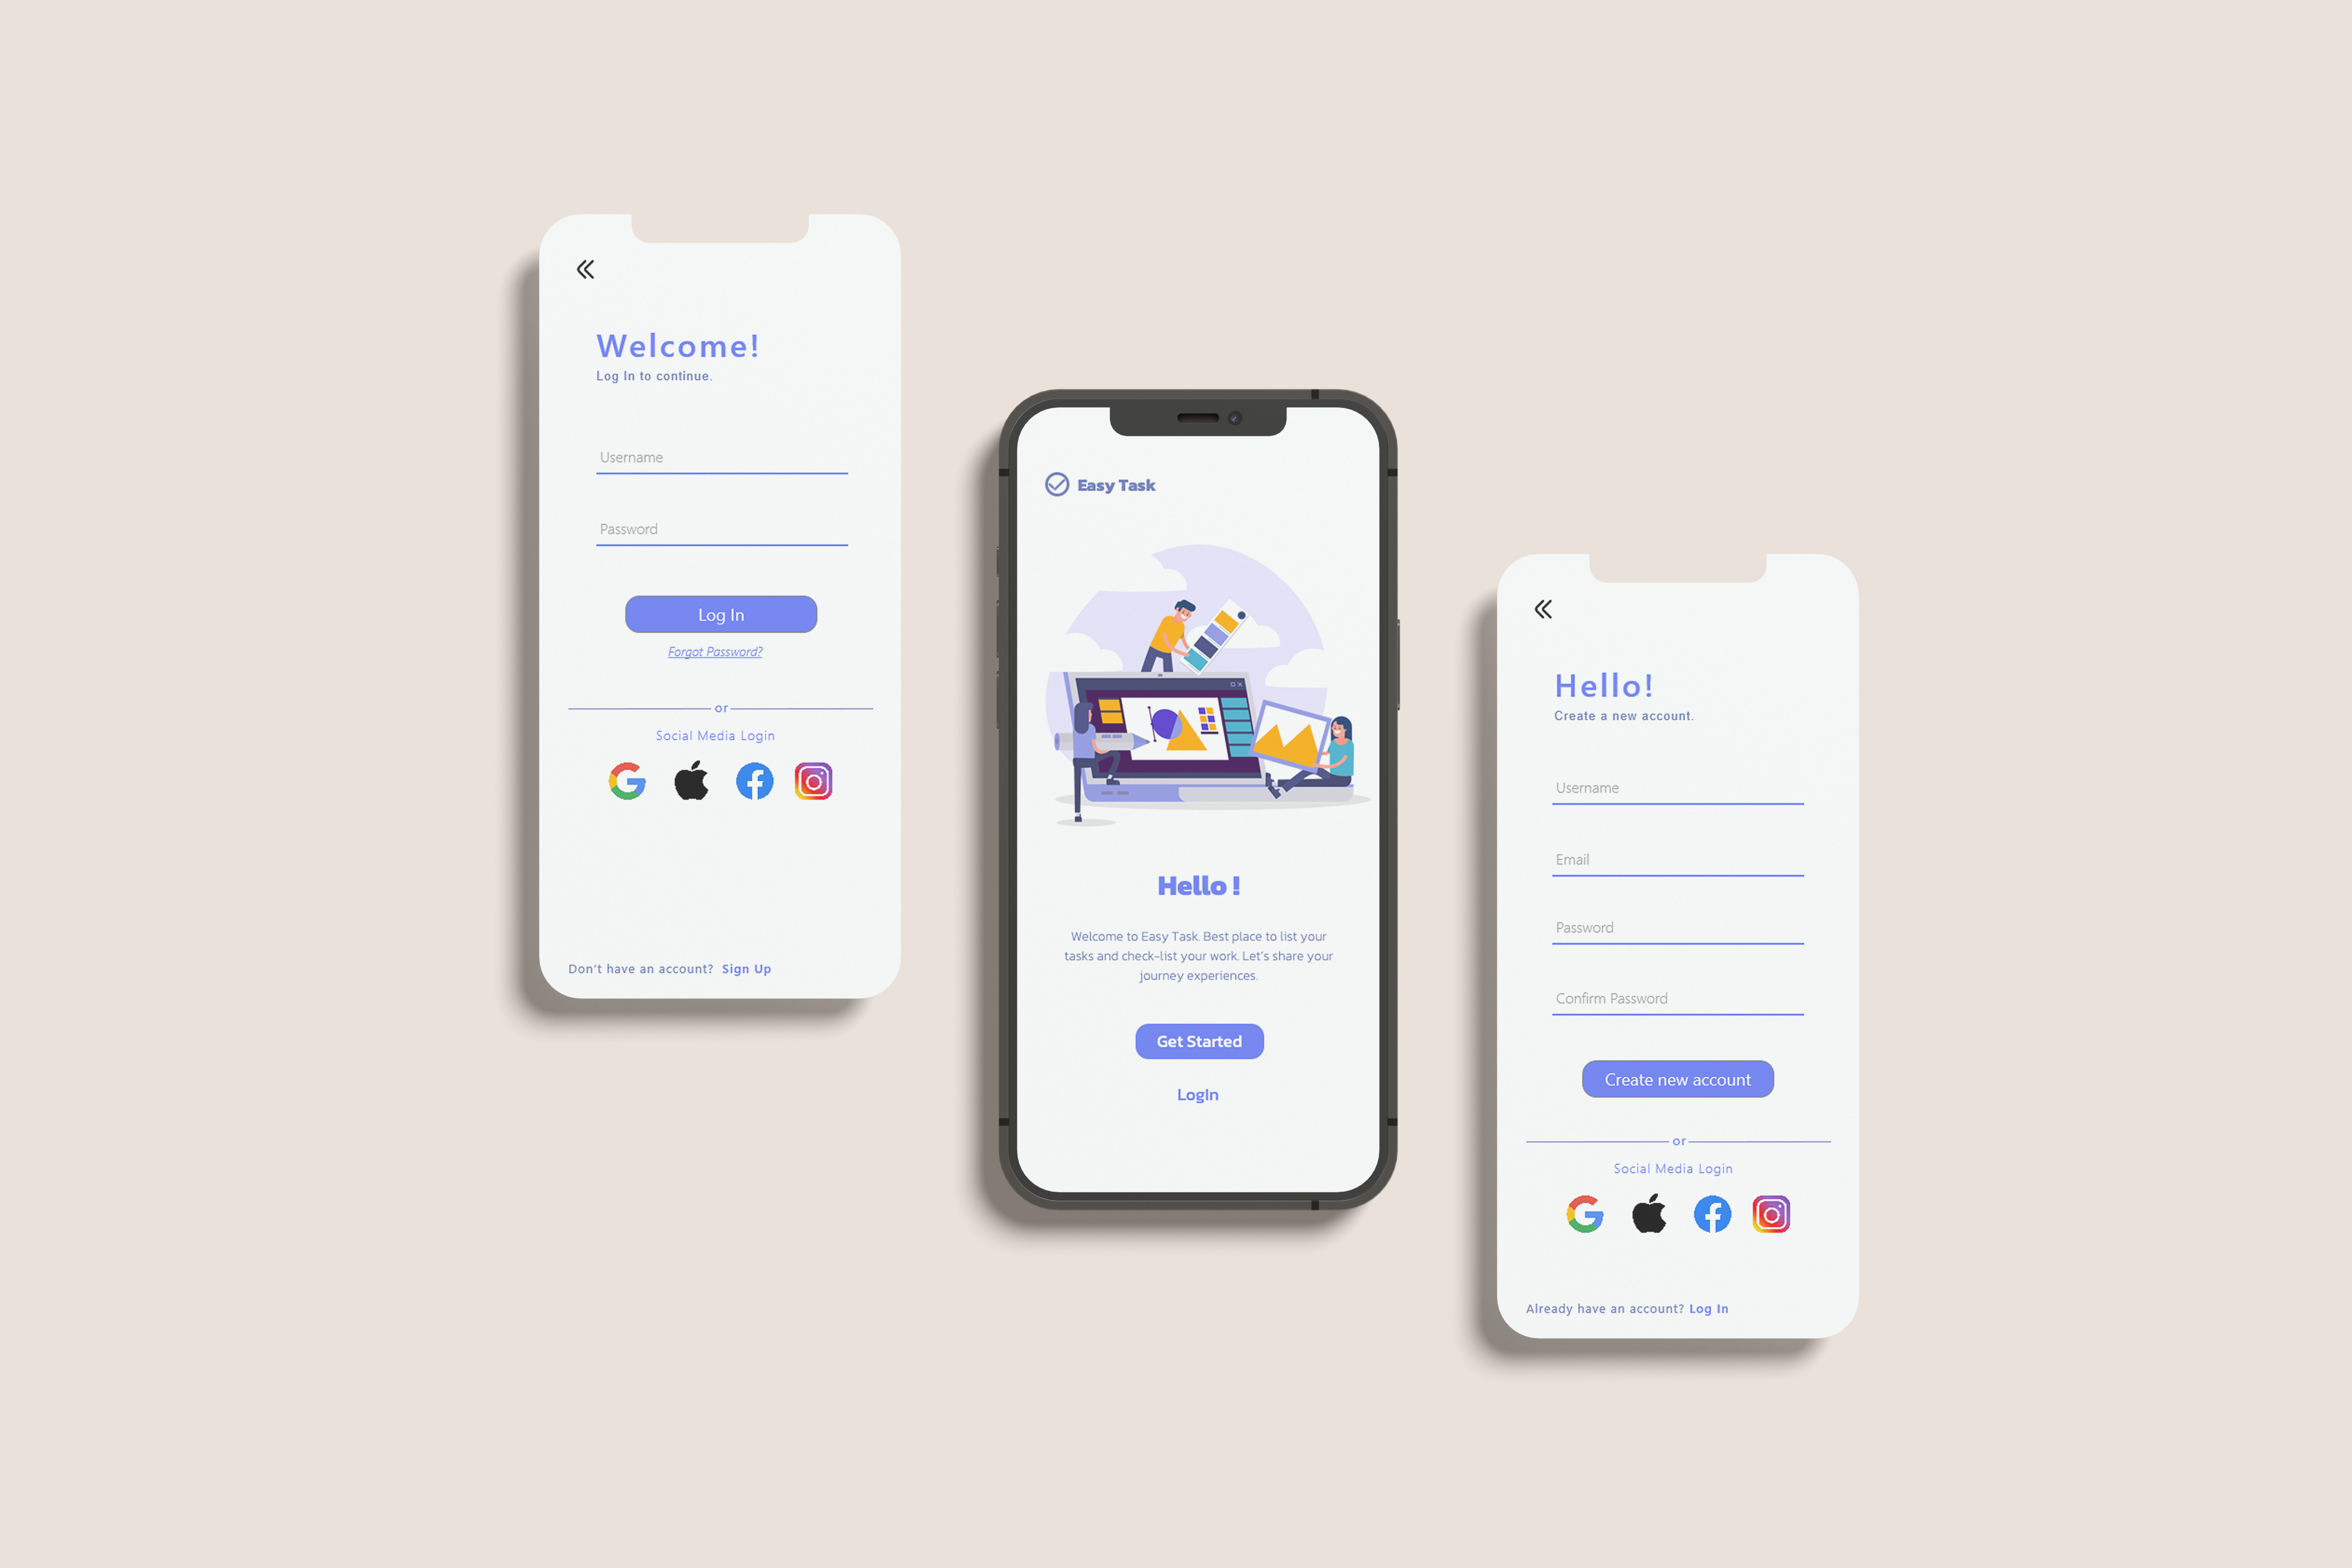 Welcome!
Log In to continue.
Username
Password
Log In
Forgot Password?
or
Social Media Login
Don't have an account? Sign Up
Easy Task
Hello !
Welcome to Easy Task. Best place to list your
tasks and check-list your work. Let's share your
journey experiences.
Get Started
LogIn
Hello!
Create a new account.
Username
Email
Password
Confirm Password
Create new account
or
Social Media Login
Already have an account? Log In